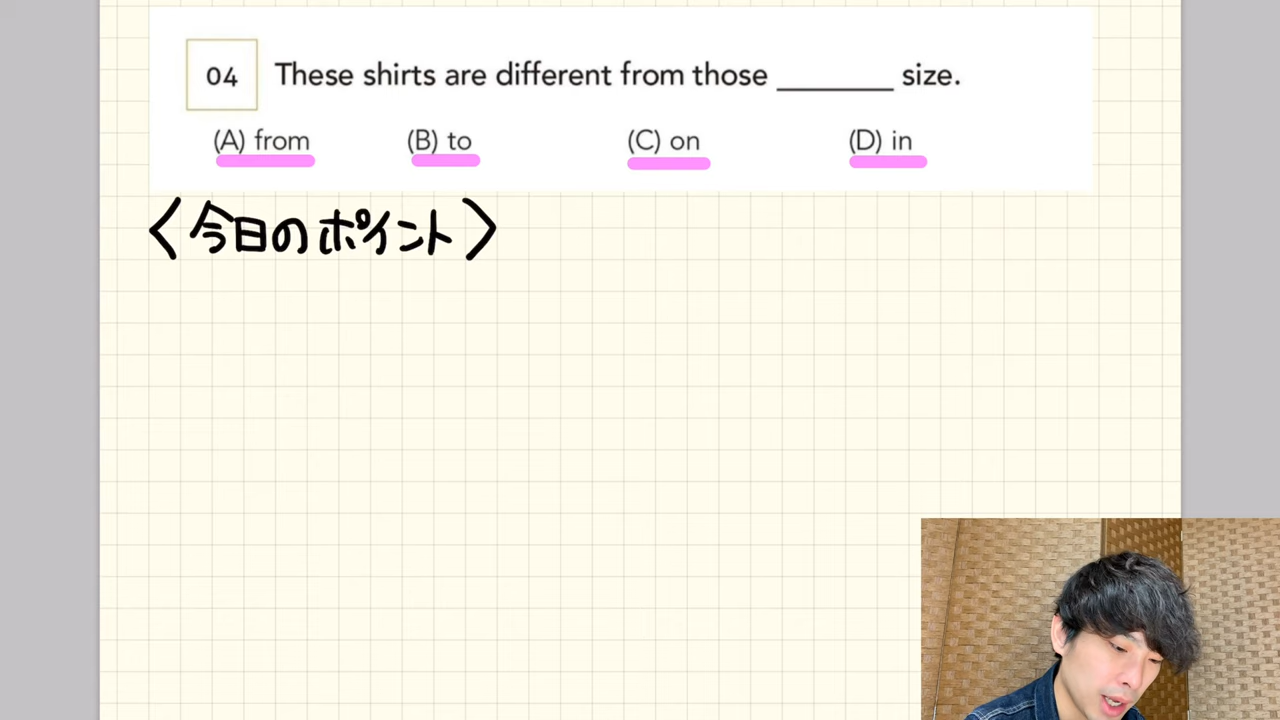 04 These shirts are different from those ________ size.
(A) from (B) to (C) on (D) in
〈今日のポイント〉